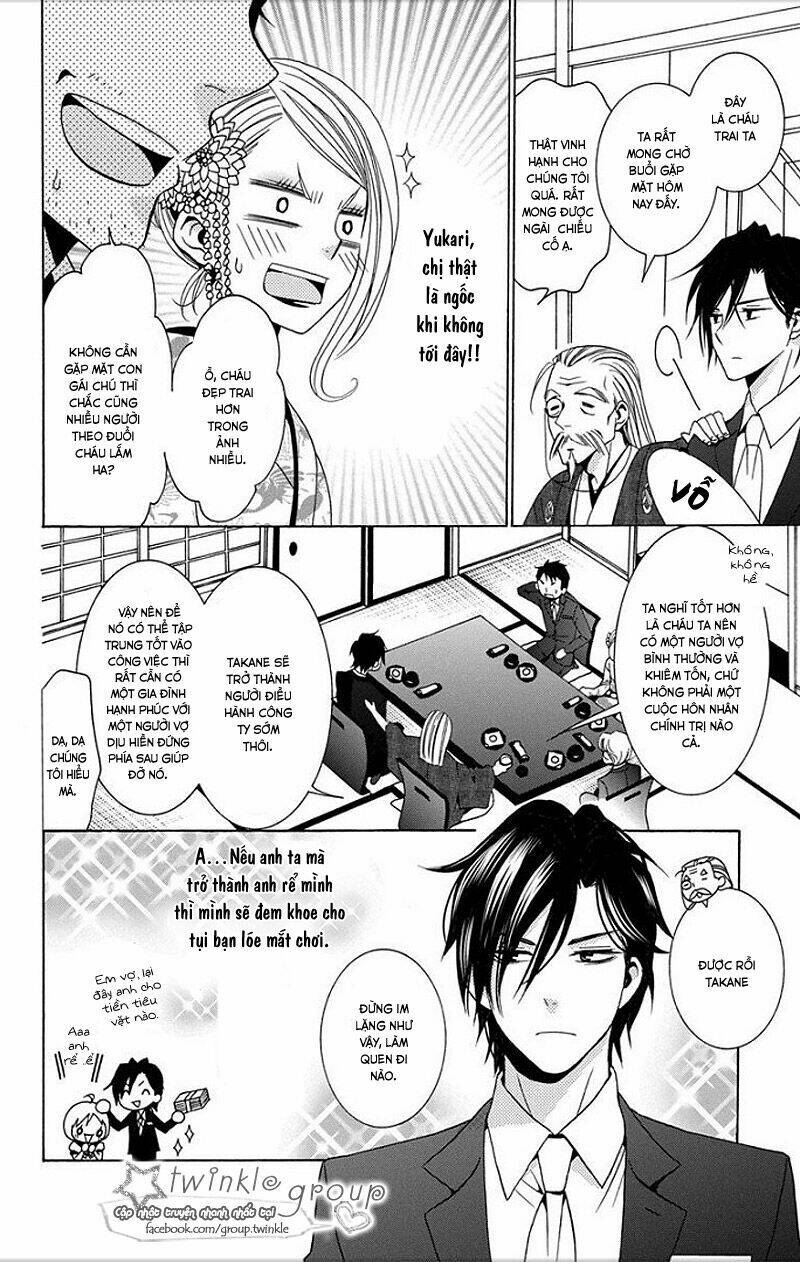 ĐÂY
LÀ CHÁU
TRAI TA
TA RẤT
MONG CHỜ
BUỔI GẶP
MẶT HÔM
NAY ĐẤY.
THẬT VINH
HẠNH CHO
CHÚNG TÔI
QUÁ. RẤT
MONG ĐƯỢC
NGÀI CHIẾU
CỐ Ạ.
VỖ
Yukari,
chị thật
là ngốc
khi không
tới đây!!
Ồ, CHÁU
ĐẸP TRAI
HƠN
TRONG
ẢNH
NHIỀU.
KHÔNG CẦN
GẶP MẶT CON
GÁI CHÚ THÌ
CHẮC CŨNG
NHIỀU NGƯỜI
THEO ĐUỔI
CHÁU LẮM
HA?
Không,
không
hề
TA NGHĨ TỐT HƠN
LÀ CHÁU TA NÊN
CÓ MỘT NGƯỜI VỢ
BÌNH THƯỜNG VÀ
KHIÊM TỐN, CHỨ
KHÔNG PHẢI MỘT
CUỘC HÔN NHÂN
CHÍNH TRỊ NÀO
CẢ.
TAKANE SẼ
TRỞ THÀNH
NGƯỜI ĐIỀU
HÀNH CÔNG
TY SỚM
THÔI.
VẬY NÊN ĐỂ
NÓ CÓ THỂ TẬP
TRUNG TỐT VÀO
CÔNG VIỆC THÌ
RẤT CẦN CÓ
MỘT GIA ĐÌNH
HẠNH PHÚC VỚI
MỘT NGƯỜI VỢ
DỊU HIỀN ĐỨNG
PHÍA SAU GIÚP
ĐỠ NÓ.
DẠ, DẠ
CHÚNG
TÔI HIỂU
MÀ.
A...Nếu anh ta mà
trở thành anh rể mình
thì mình sẽ đem khoe cho
tụi bạn lóe mắt chơi.
ĐƯỢC RỒI
TAKANE
ĐỪNG IM
LẶNG NHƯ
VẬY, LÀM
QUEN ĐI
NÀO.
Em vợ, lại
đây anh cho
tiền tiêu
vặt nào.
Aaa
anh
rể ể
twinkle group
Cập nhật truyện nhanh nhất tại
facebook.com/group.twinkle